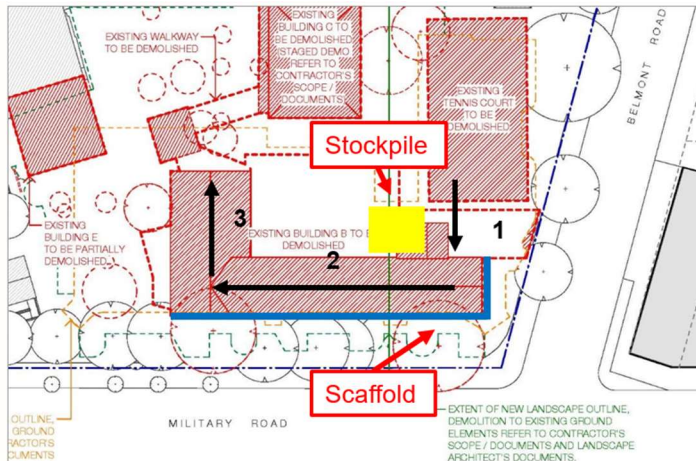 EXISTING
BUILDING C TO
BE DEMOLISHED
(STAGED DEMO
REFER TO
CONTRACTOR'S
SCOPE /
DOCUMENTS
EXISTING WALKWAY
TO BE DEMOLISHED
EXISTING
TENNIS COURT
TO BE
DEMOLISHED
BELMONT ROAD
Stockpile
EXISTING
BUILDING E
TO BE PARTIALLY
DEMOLISHED
3
EXISTING BUILDING B TO BE
DEMOLISHED
1
2
Scaffold
MILITARY ROAD
OUTLINE,
GROUND
RACTOR'S
CUMENTS
EXTENT OF NEW LANDSCAPE OUTLINE,
DEMOLITION TO EXISTING GROUND
ELEMENTS REFER TO CONTRACTOR'S
SCOPE / DOCUMENTS AND LANDSCAPE
ARCHITECT'S DOCUMENTS.